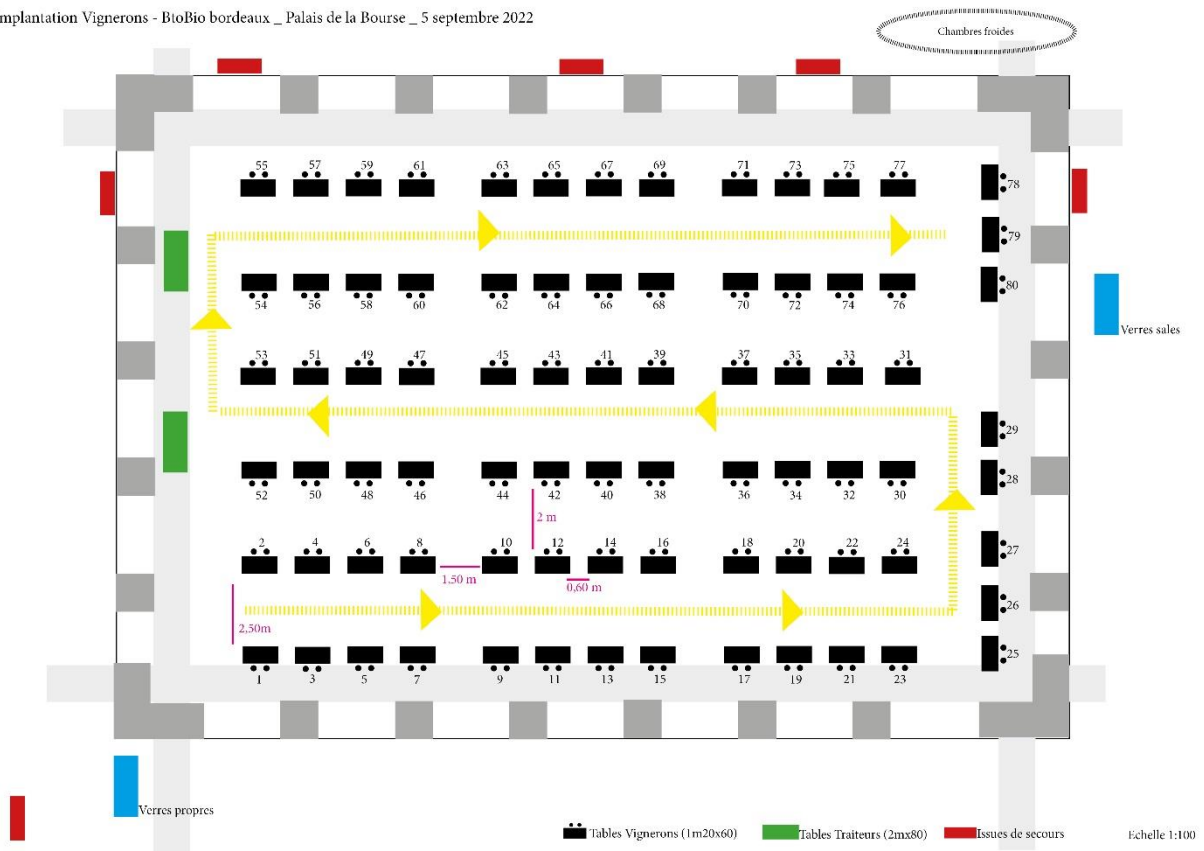 mplantation Vignerons - BtoBio bordeaux _ Palais de la Bourse _ 5 septembre 2022
Chambres froides
55 57 59 61 63 65 67 69 71 73 75 77
78
79
54 56 58 60 62 64 66 68 70 72 74 76
80
Verres sales
53 51 49 47 45 43 41 39 37 35 33 31
29
52 50 48 46 44 42 40 38 36 34 32 30
28
2 m
2 4 6 8 10 12 14 16 18 20 22 24
27
1,50 m
0,60 m
26
2,50m
25
1 3 5 7 9 11 13 15 17 19 21 23
Verres propres
Tables Vignerons (1m20x60)
Tables Traiteurs (2mx80)
Issues de secours
Echelle 1:100